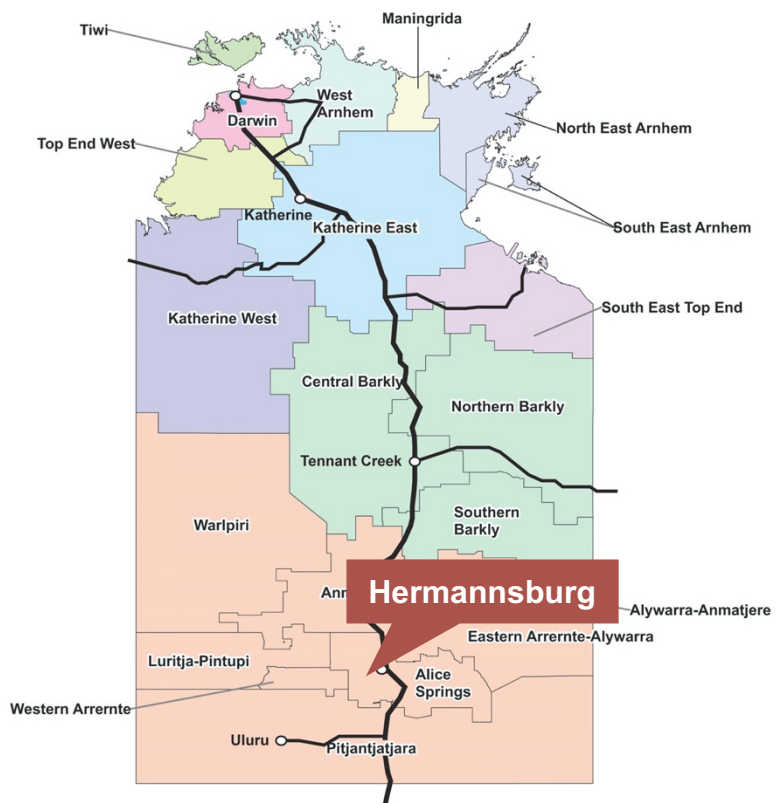 Maningrida
Tiwi
West
Arnhem
Darwin
North East Arnhem
Top End West
Katherine
Katherine East
South East Arnhem
Katherine West
South East Top End
Central Barkly
Northern Barkly
Tennant Creek
Southern
Barkly
Warlpiri
Hermannsburg
Alywarra-Anmatjere
Eastern Arrernte-Alywarra
Luritja-Pintupi
Alice
Springs
Western Arrernte
Uluru
Pitjantjatjara